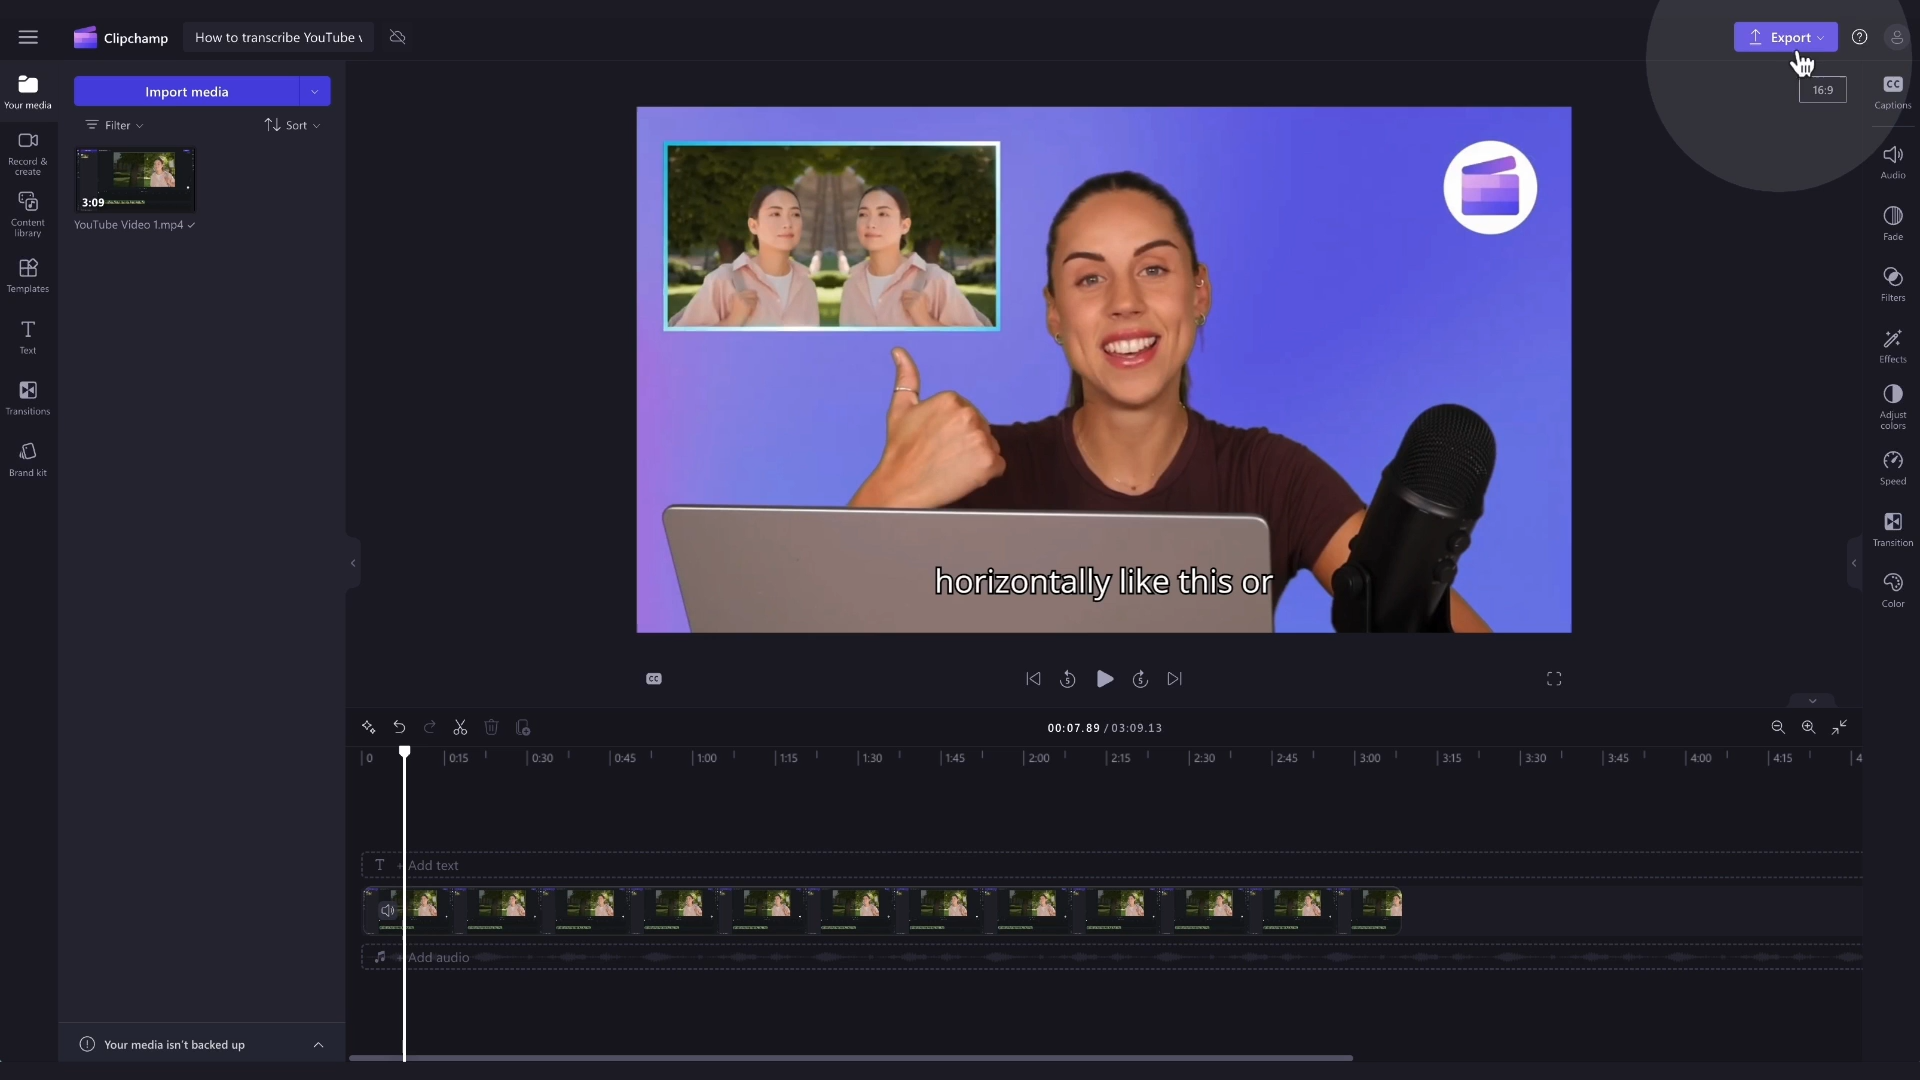 Clipchamp
How to transcribe YouTube
Export
Your media
Import media
16:9
CC
Captions
Filter
Sort
Record &
create
Audio
3:09
YouTube Video 1.mp4
Content
library
Fade
Templates
Filters
Text
Effects
Transitions
Adjust
colors
Brand kit
Speed
Transition
horizontally like this or
Color
CC
5
5
00:07.89 / 03:09.13
0
0:15
0:30
0:45
1:00
1:15
1:30
1:45
2:00
2:15
2:30
2:45
3:00
3:15
3:30
3:45
4:00
4:15
4
T + Add text
+ Add audio
Your media isn't backed up